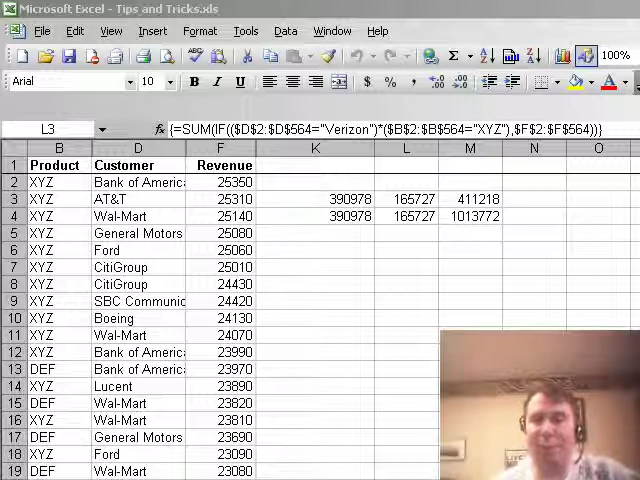 Microsoft Excel - Tips and Tricks.xls
File Edit View Insert Format Tools Data Window Help
Σ 100%
Arial 10 B I U $ % ,
L3 fx {=SUM(IF(($D$2:$D$564="Verizon")*($B$2:$B$564="XYZ"),$F$2:$F$564))}
B D F K L M N O
1 Product Customer Revenue
2 XYZ Bank of America 25350
3 XYZ AT&T 25310 390978 165727 411218
4 XYZ Wal-Mart 25140 390978 165727 1013772
5 XYZ General Motors 25080
6 XYZ Ford 25060
7 XYZ CitiGroup 25010
8 XYZ CitiGroup 24430
9 XYZ SBC Communic 24420
10 XYZ Boeing 24130
11 XYZ Wal-Mart 24070
12 XYZ Bank of America 23990
13 DEF Bank of America 23970
14 XYZ Lucent 23890
15 DEF Wal-Mart 23820
16 XYZ Wal-Mart 23810
17 DEF General Motors 23690
18 XYZ Ford 23090
19 DEF Wal-Mart 23080